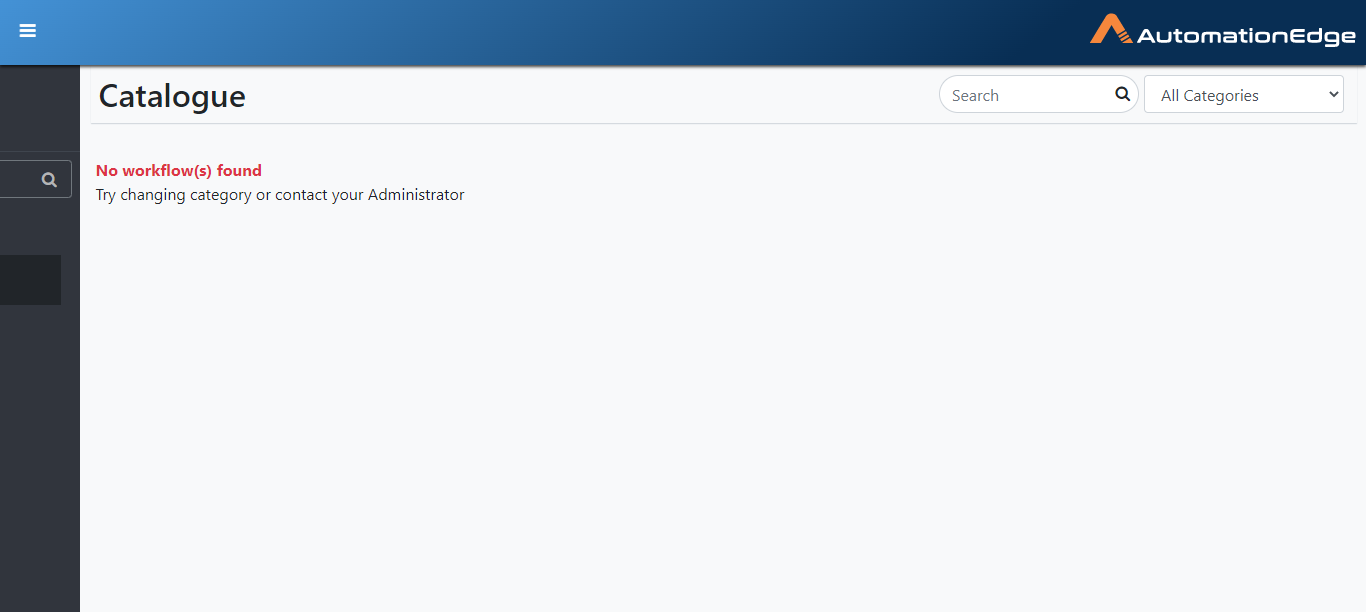 AutomationEdge
Catalogue
Search
All Categories
No workflow(s) found
Try changing category or contact your Administrator